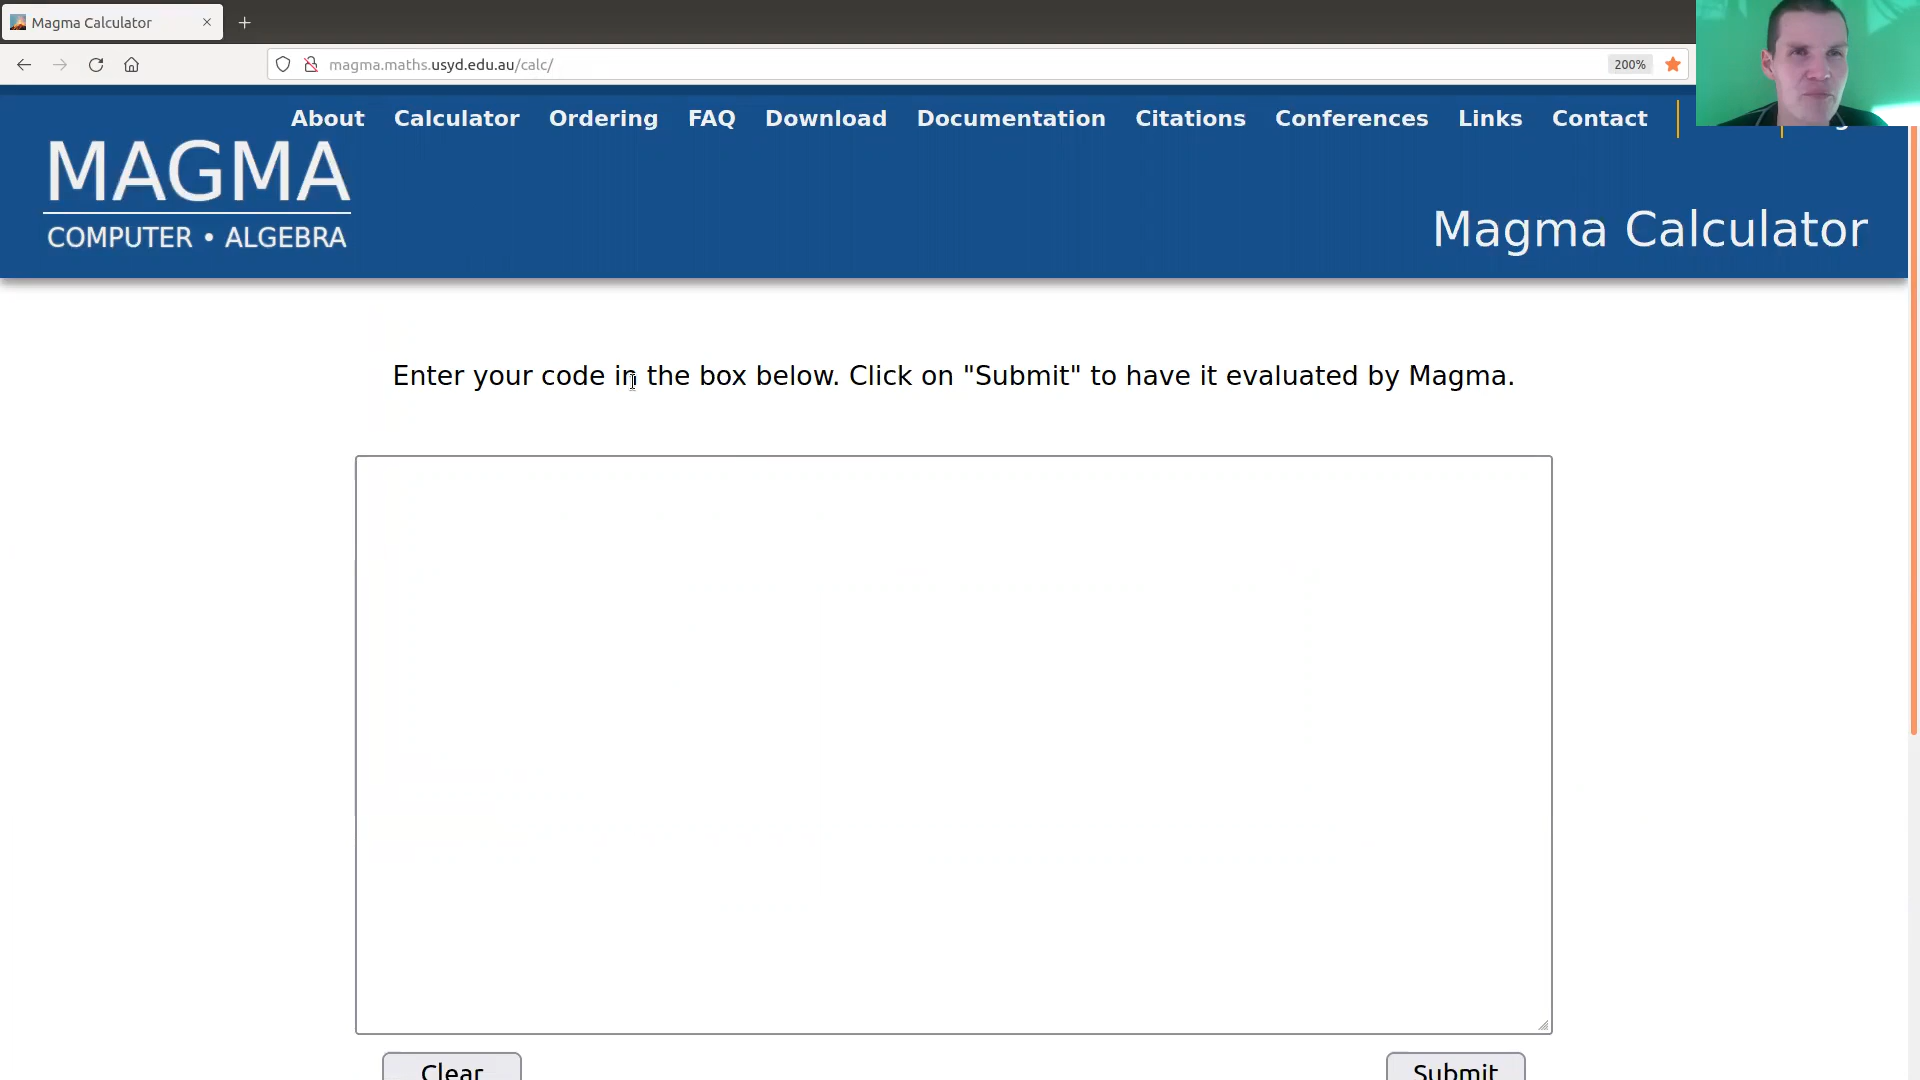 Magma Calculator
magma.maths.usyd.edu.au/calc/
200%
About Calculator Ordering FAQ Download Documentation Citations Conferences Links Contact
MAGMA
COMPUTER • ALGEBRA
Magma Calculator
Enter your code in the box below. Click on "Submit" to have it evaluated by Magma.
Clear Submit